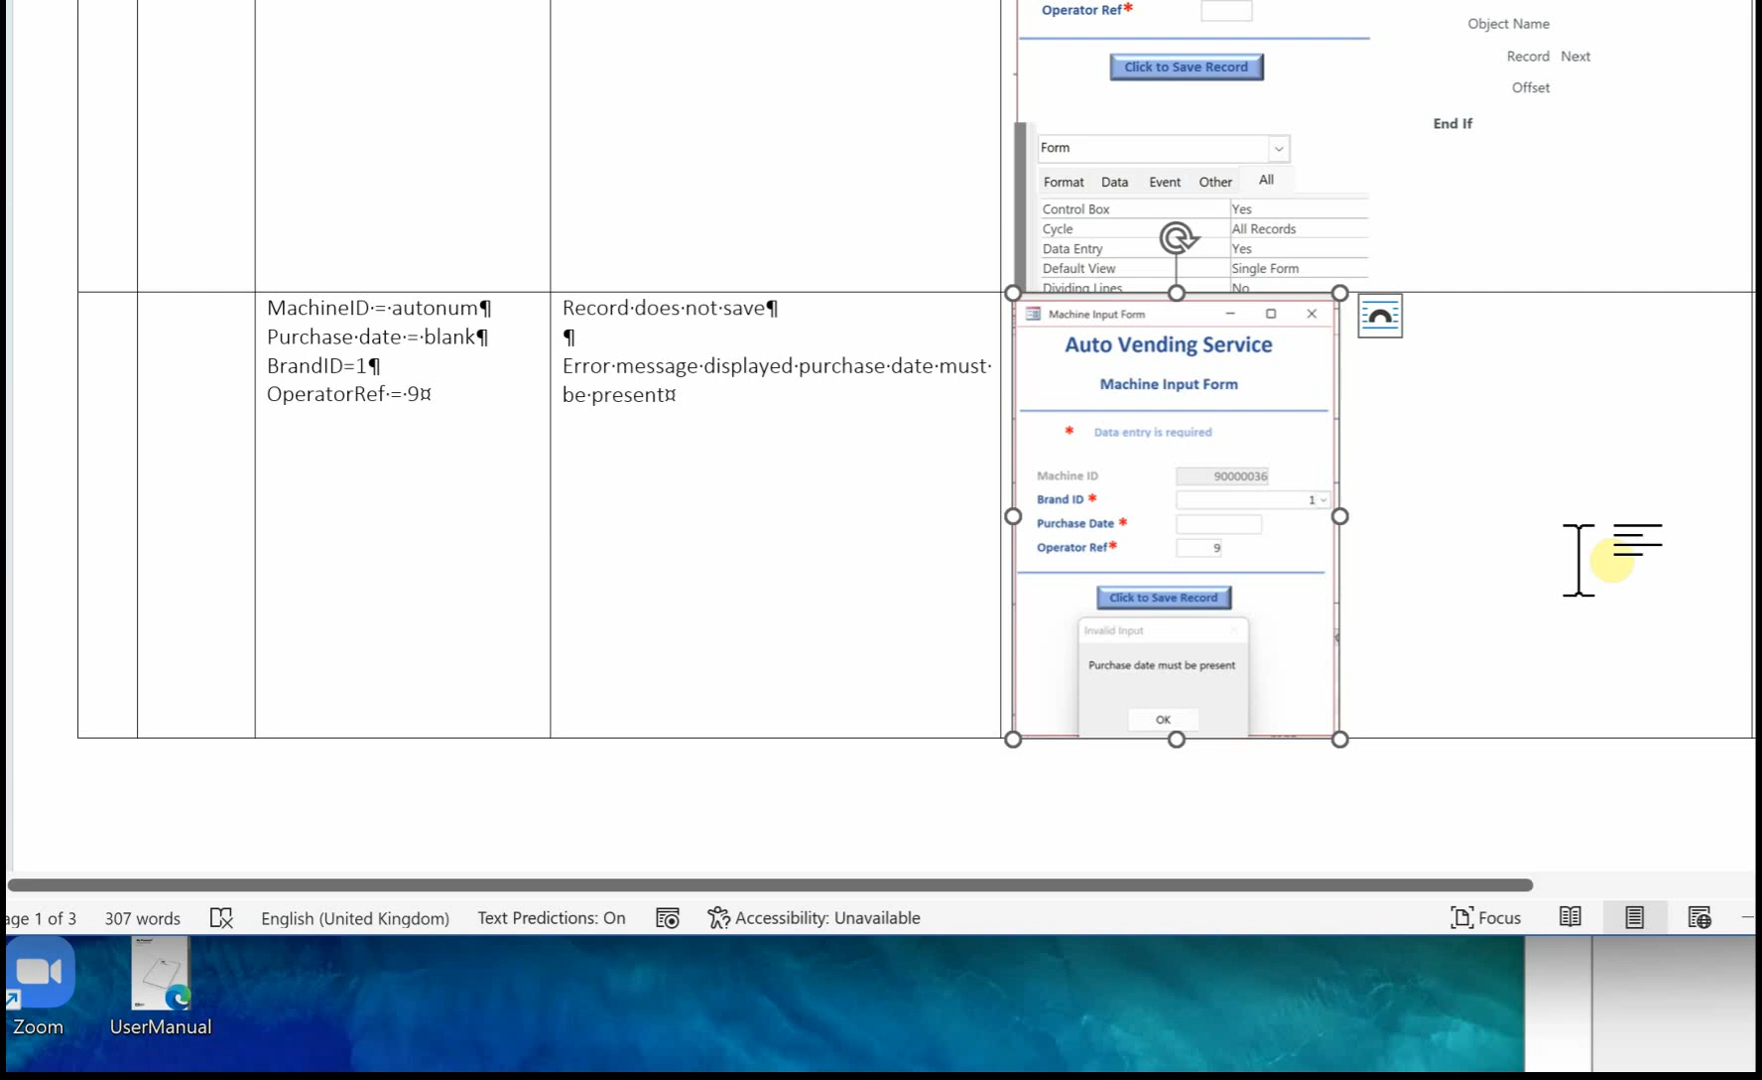 Operator Ref*
Click to Save Record
Object Name
Record Next
Offset
End If
Form
Format Data Event Other All
Control Box Yes
Cycle All Records
Data Entry Yes
Default View Single Form
Dividing Lines No
MachineID·=·autonum¶
Purchase·date·=·blank¶
BrandID=1¶
OperatorRef·=·9¤
Record·does·not·save¶
¶
Error·message·displayed·purchase·date·must·
be·present¤
Machine Input Form
Auto Vending Service
Machine Input Form
* Data entry is required
Machine ID 90000036
Brand ID * 1
Purchase Date *
Operator Ref* 9
Click to Save Record
Invalid Input
Purchase date must be present
OK
age 1 of 3 307 words English (United Kingdom) Text Predictions: On Accessibility: Unavailable Focus
Zoom
UserManual